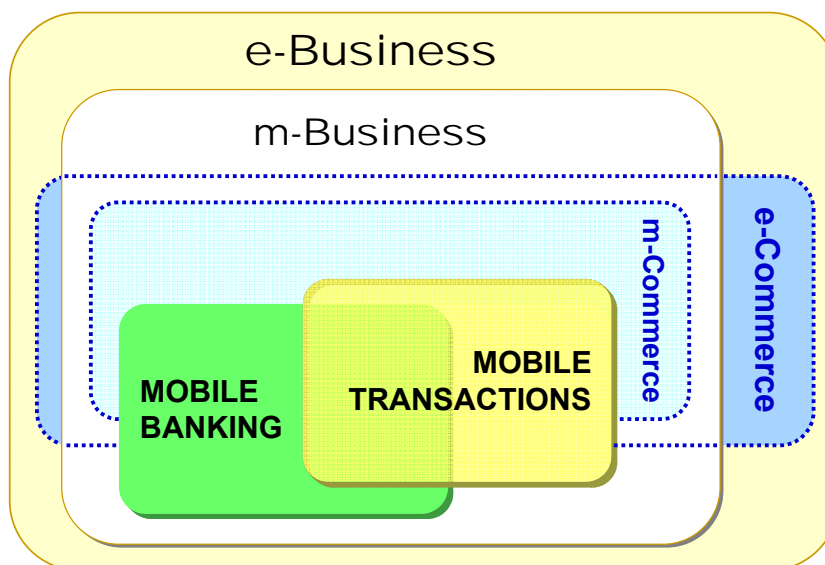 e-Business
m-Business
m-Commerce
e-Commerce
MOBILE
BANKING
MOBILE
TRANSACTIONS